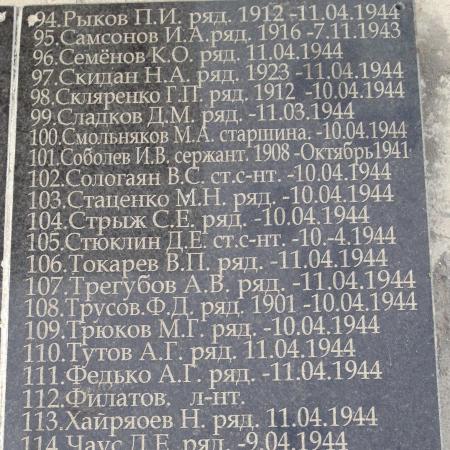 94.Рыков П.И. ряд. 1912 -11.04.1944
95.Самсонов И.А.ряд. 1916 -7.11.1943
96.Семёнов К.О. ряд. 11.04.1944
97.Скидан Н.А. ряд. 1923 -11.04.1944
98.Скляренко Г.П. ряд. 1912 -10.04.1944
99.Сладков Д.М. ряд. -11.03.1944
100.Смольняков М.А. старшина. -10.04.1944
101.Соболев И.В. сержант. 1908 -Октябрь1941
102.Сологаян В.С. ст.с-нт. -10.04.1944
103.Стаценко М.Н. ряд. -10.04.1944
104.Стрыж С.Е. ряд. -10.04.1944
105.Стюклин Д.Е. ст.с-нт. -10.-4.1944
106.Токарев В.П. ряд. -11.04.1944
107.Трегубов А.В. ряд. -11.04.1944
108.Трусов.Ф.Д. ряд. 1901 -10.04.1944
109.Трюков М.Г. ряд. -10.04.1944
110.Тутов А.Г. ряд. 11.04.1944
111.Федько А.Г. ряд. -11.04.1944
112.Филатов. л-нт.
113.Хайряоев Н. ряд. 11.04.1944
114.Чаус Д.Е. ряд. -9.04.1944